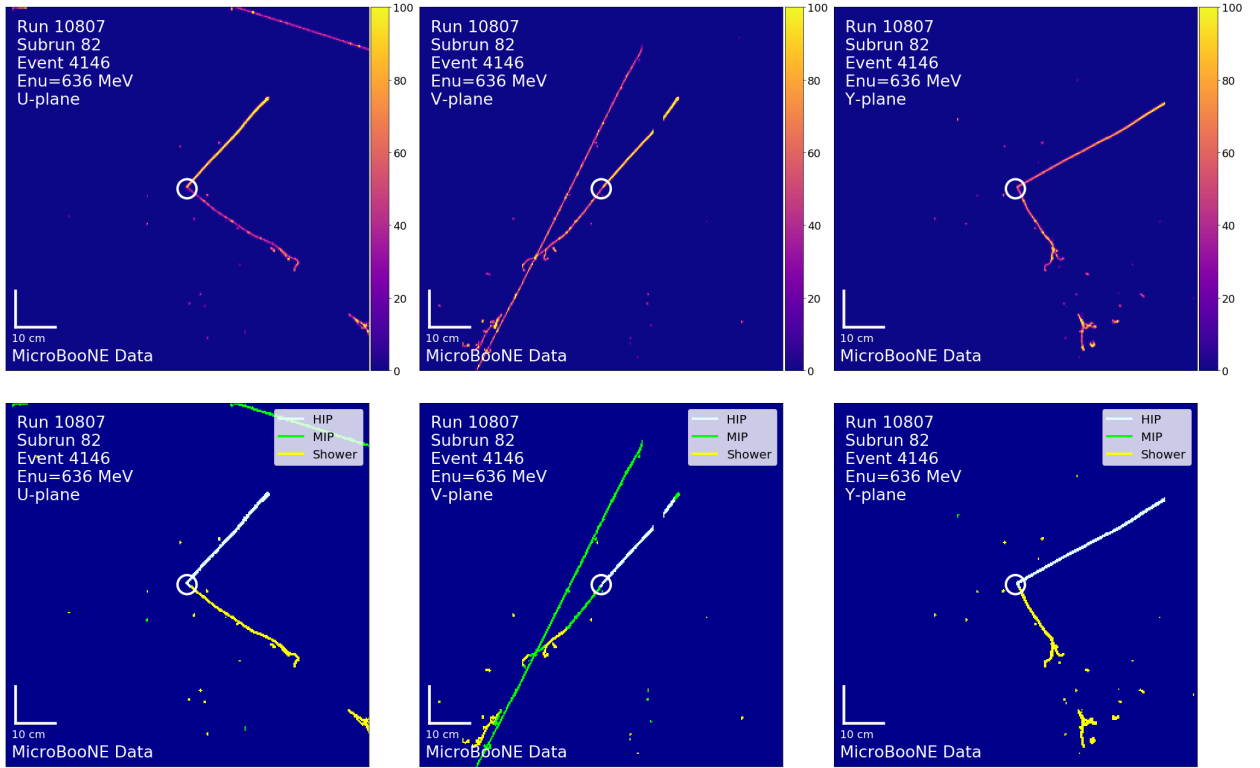 Run 10807
Subrun 82
Event 4146
Enu=636 MeV
U-plane
10 cm
MicroBooNE Data
100
80
60
40
20
0
Run 10807
Subrun 82
Event 4146
Enu=636 MeV
V-plane
10 cm
MicroBooNE Data
100
80
60
40
20
0
Run 10807
Subrun 82
Event 4146
Enu=636 MeV
Y-plane
10 cm
MicroBooNE Data
100
80
60
40
20
0
Run 10807
Subrun 82
Event 4146
Enu=636 MeV
U-plane
HIP
MIP
Shower
10 cm
MicroBooNE Data
Run 10807
Subrun 82
Event 4146
Enu=636 MeV
V-plane
HIP
MIP
Shower
10 cm
MicroBooNE Data
Run 10807
Subrun 82
Event 4146
Enu=636 MeV
Y-plane
HIP
MIP
Shower
10 cm
MicroBooNE Data